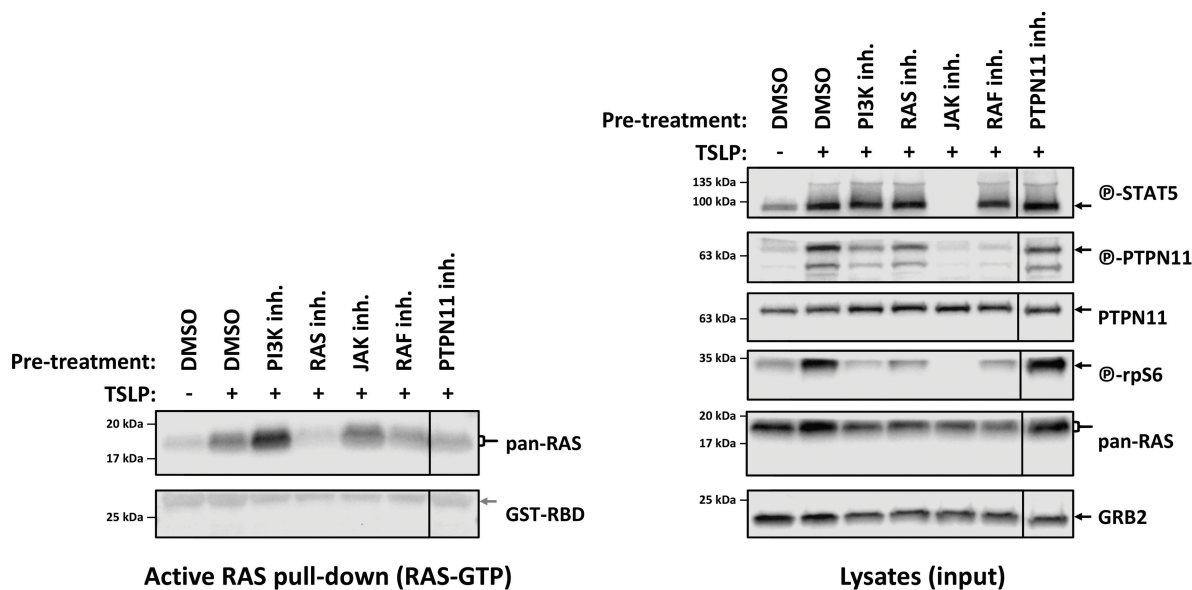 Pre-treatment: DMSO DMSO PI3K inh. RAS inh. JAK inh. RAF inh. PTPN11 inh.
TSLP: - + + + + + +
20 kDa
17 kDa
pan-RAS
25 kDa
GST-RBD
Active RAS pull-down (RAS-GTP)
Pre-treatment: DMSO DMSO PI3K inh. RAS inh. JAK inh. RAF inh. PTPN11 inh.
TSLP: - + + + + + +
135 kDa
100 kDa
Ⓟ-STAT5
63 kDa
Ⓟ-PTPN11
63 kDa
PTPN11
35 kDa
Ⓟ-rpS6
20 kDa
17 kDa
pan-RAS
25 kDa
GRB2
Lysates (input)